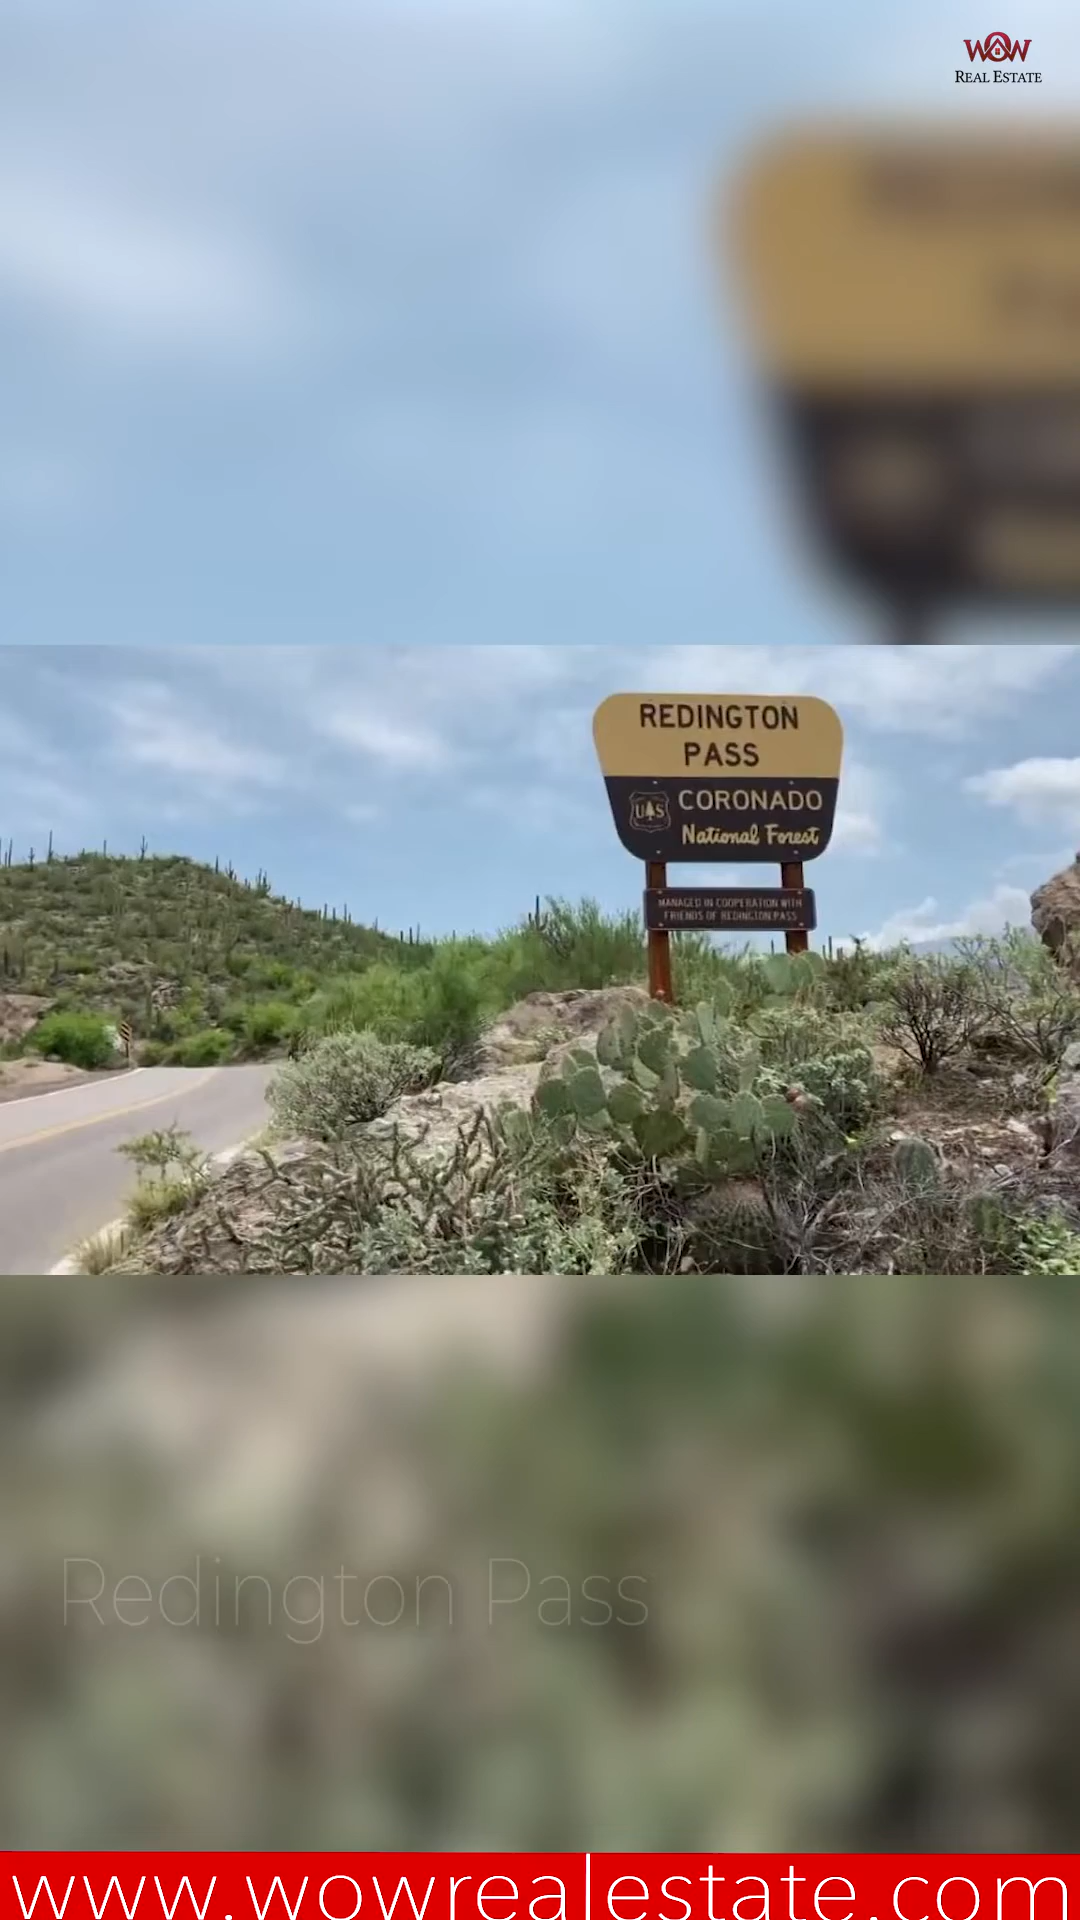 WOW
REAL ESTATE
REDINGTON
PASS
U S
CORONADO
National Forest
MANAGED IN COOPERATION WITH
FRIENDS OF REDINGTON PASS
Redington Pass
www.wowrealestate.com